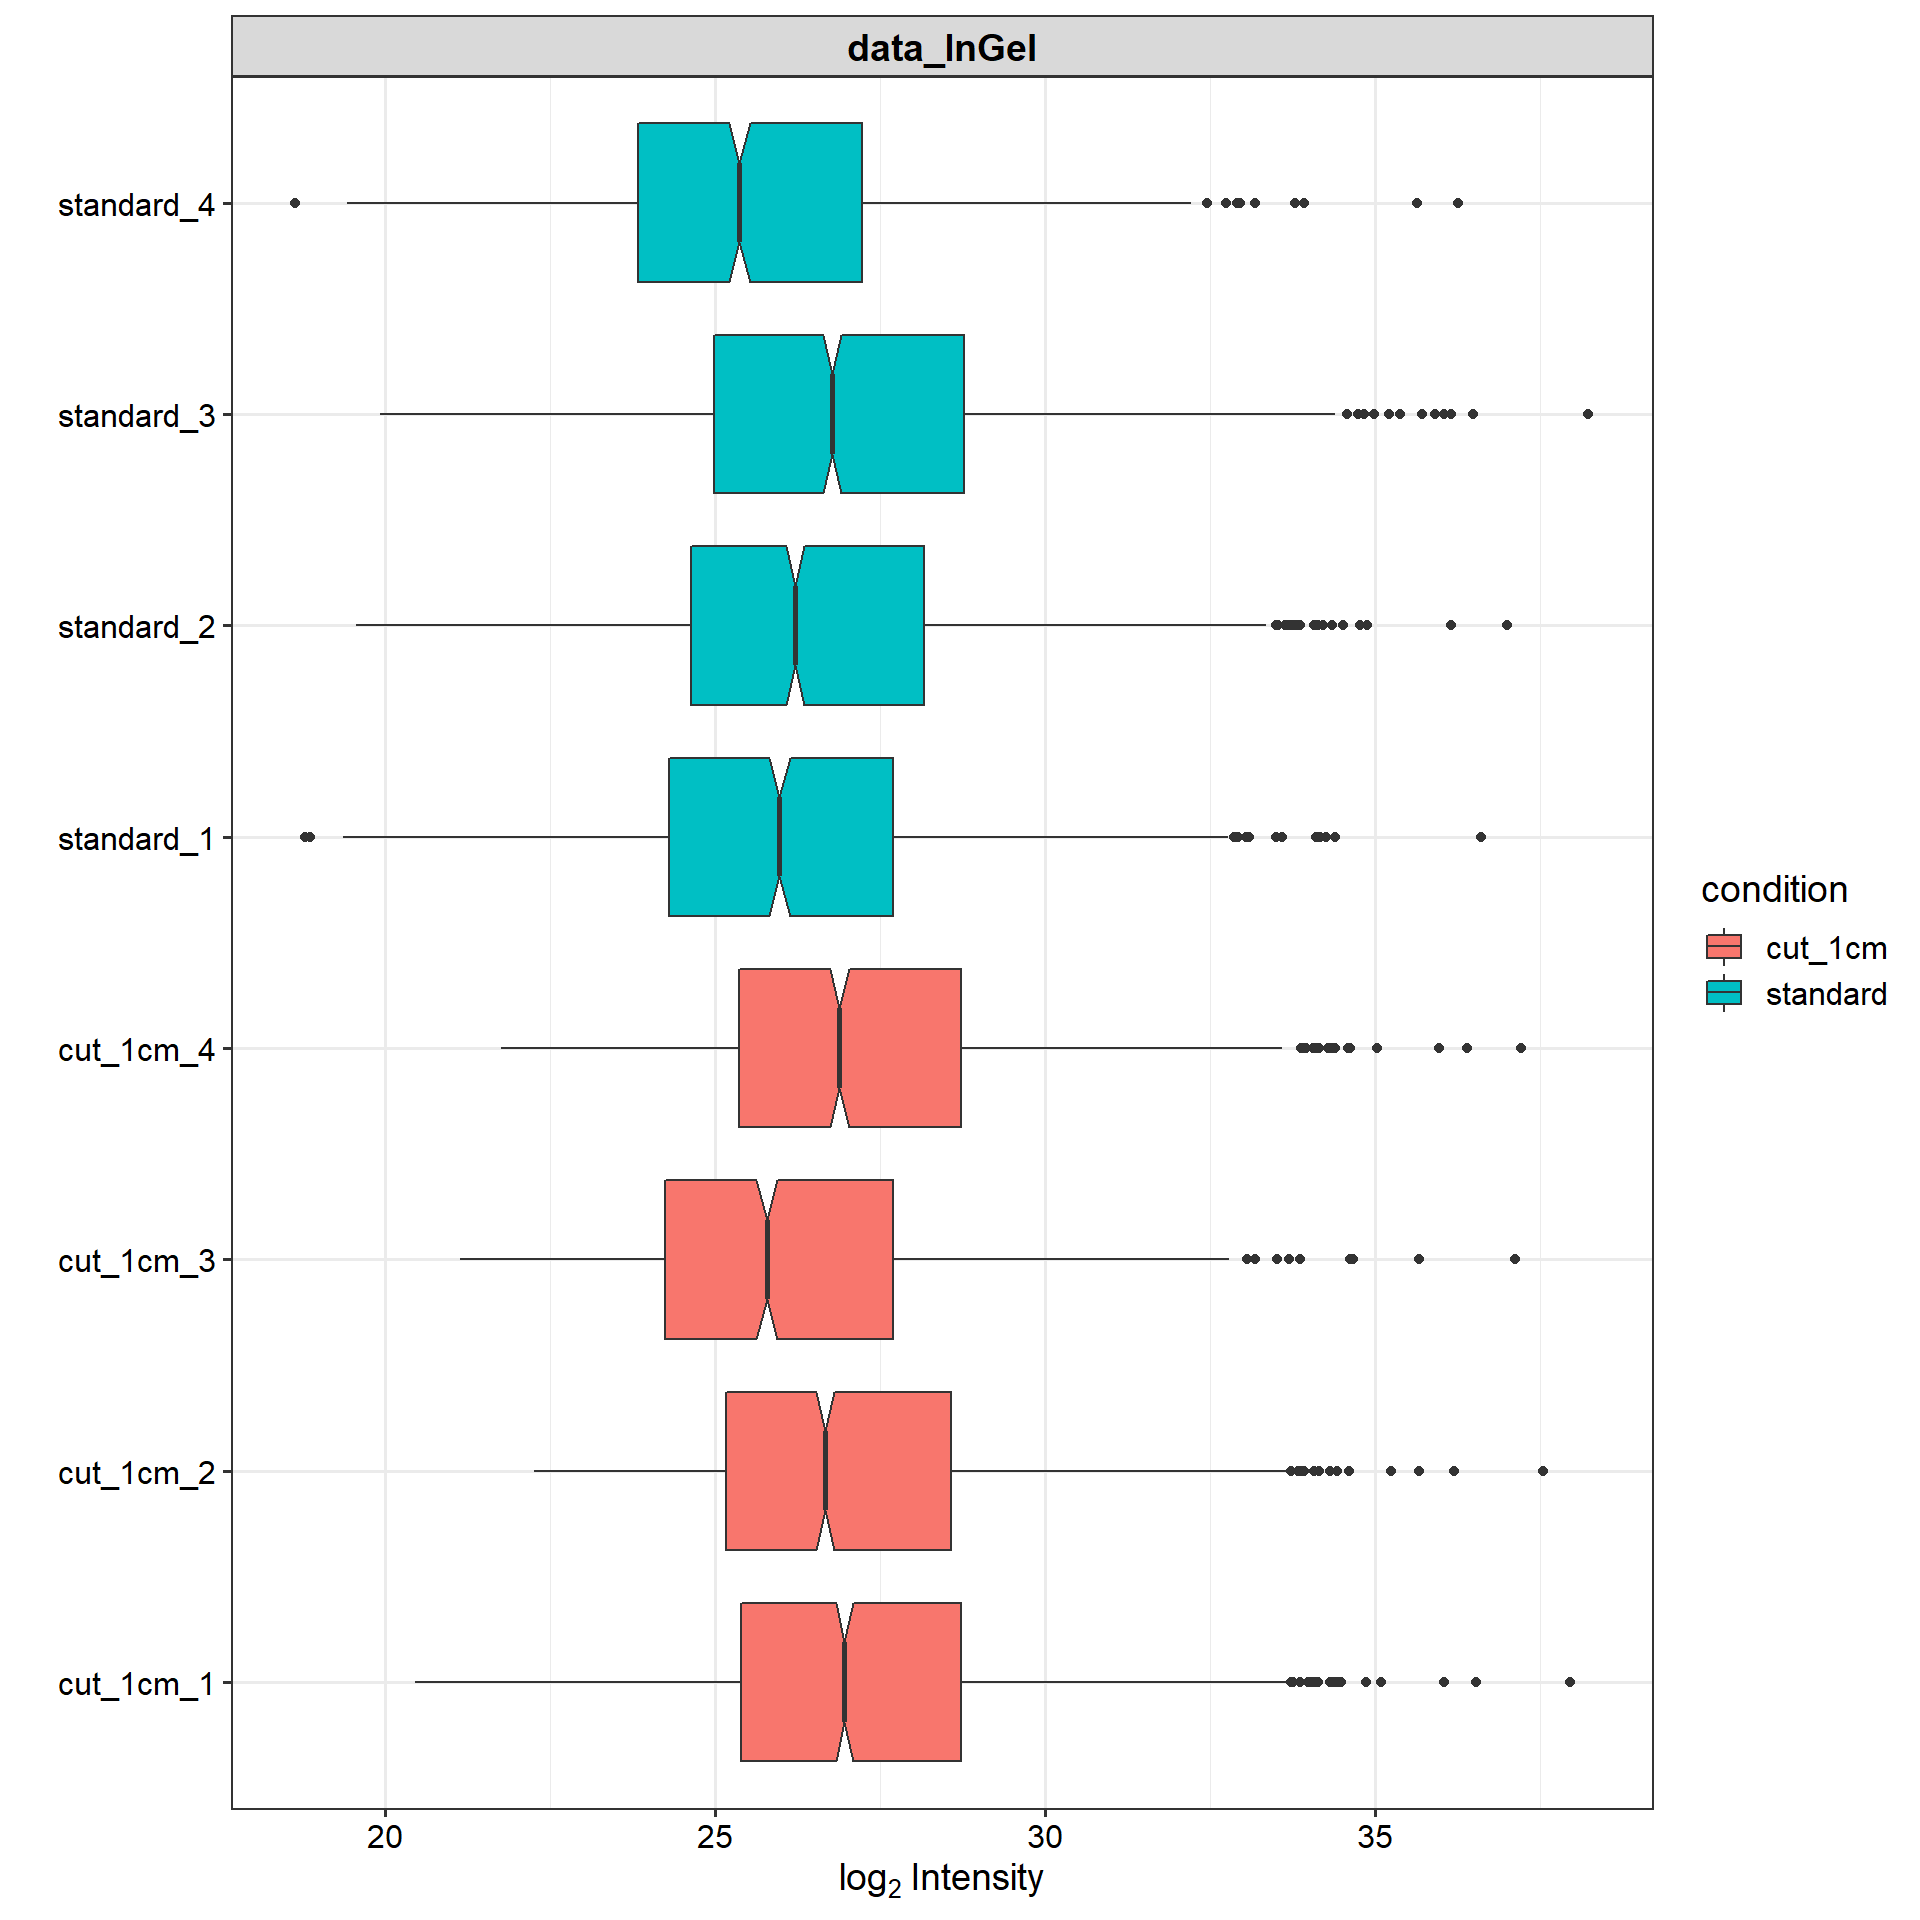 data_InGel
standard_4
standard_3
standard_2
standard_1
cut_1cm_4
cut_1cm_3
cut_1cm_2
cut_1cm_1
20 25 30 35
log₂ Intensity
condition
cut_1cm
standard